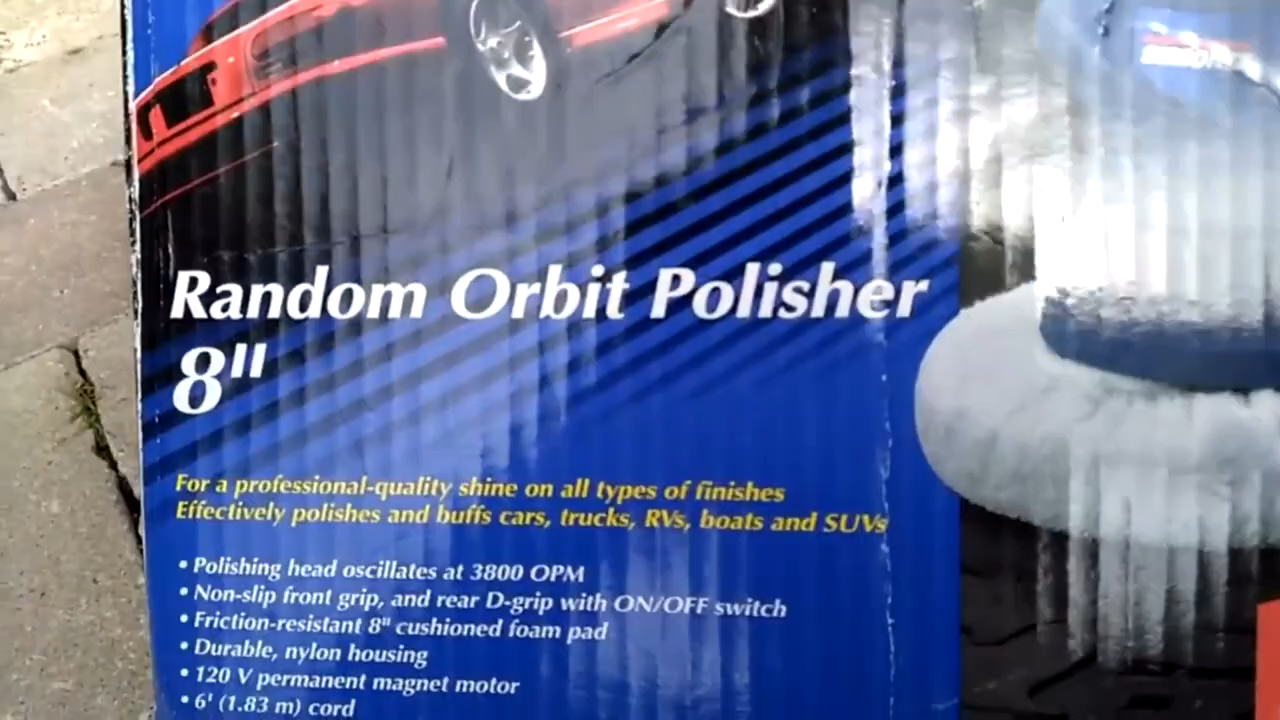 Random Orbit Polisher
8"
For a professional-quality shine on all types of finishes
Effectively polishes and buffs cars, trucks, RVs, boats and SUVs
• Polishing head oscillates at 3800 OPM
• Non-slip front grip, and rear D-grip with ON/OFF switch
• Friction-resistant 8" cushioned foam pad
• Durable, nylon housing
• 120 V permanent magnet motor
• 6' (1.83 m) cord